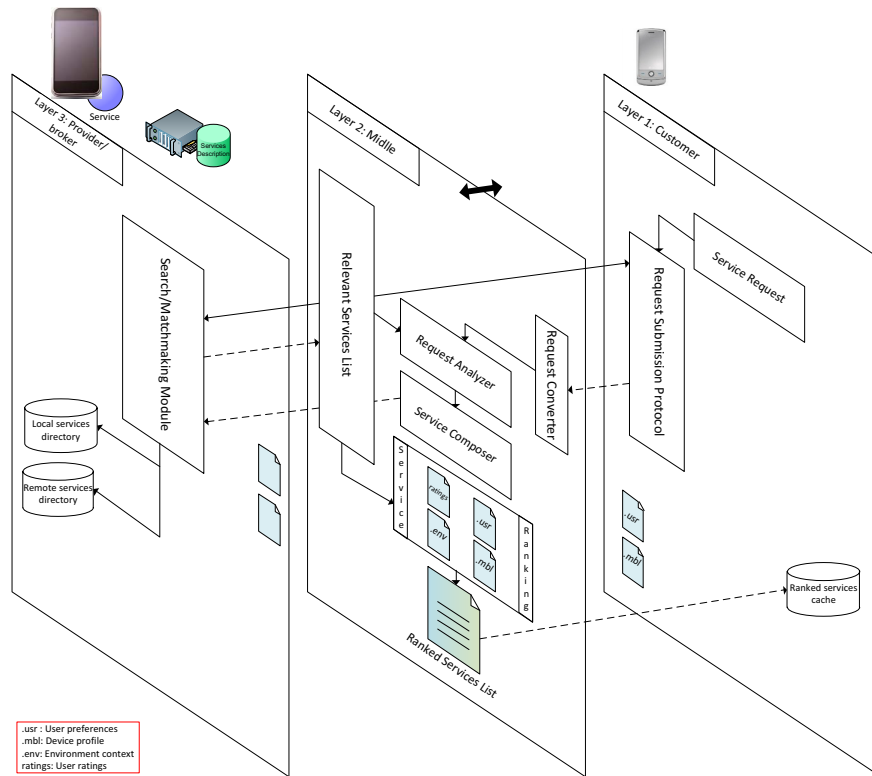 Layer 3: Provider/
broker
Service
Services
Description
Search/Matchmaking Module
Local services
directory
Remote services
directory
Layer 2: Midlle
Relevant Services List
Request Analyzer
Service Composer
Request Converter
Service
ratings
.usr
.env
.mbl
Ranking
Ranked Services List
Layer 1: Customer
Service Request
Request Submission Protocol
.usr
.mbl
Ranked services
cache
.usr : User preferences
.mbl: Device profile
.env: Environment context
ratings: User ratings